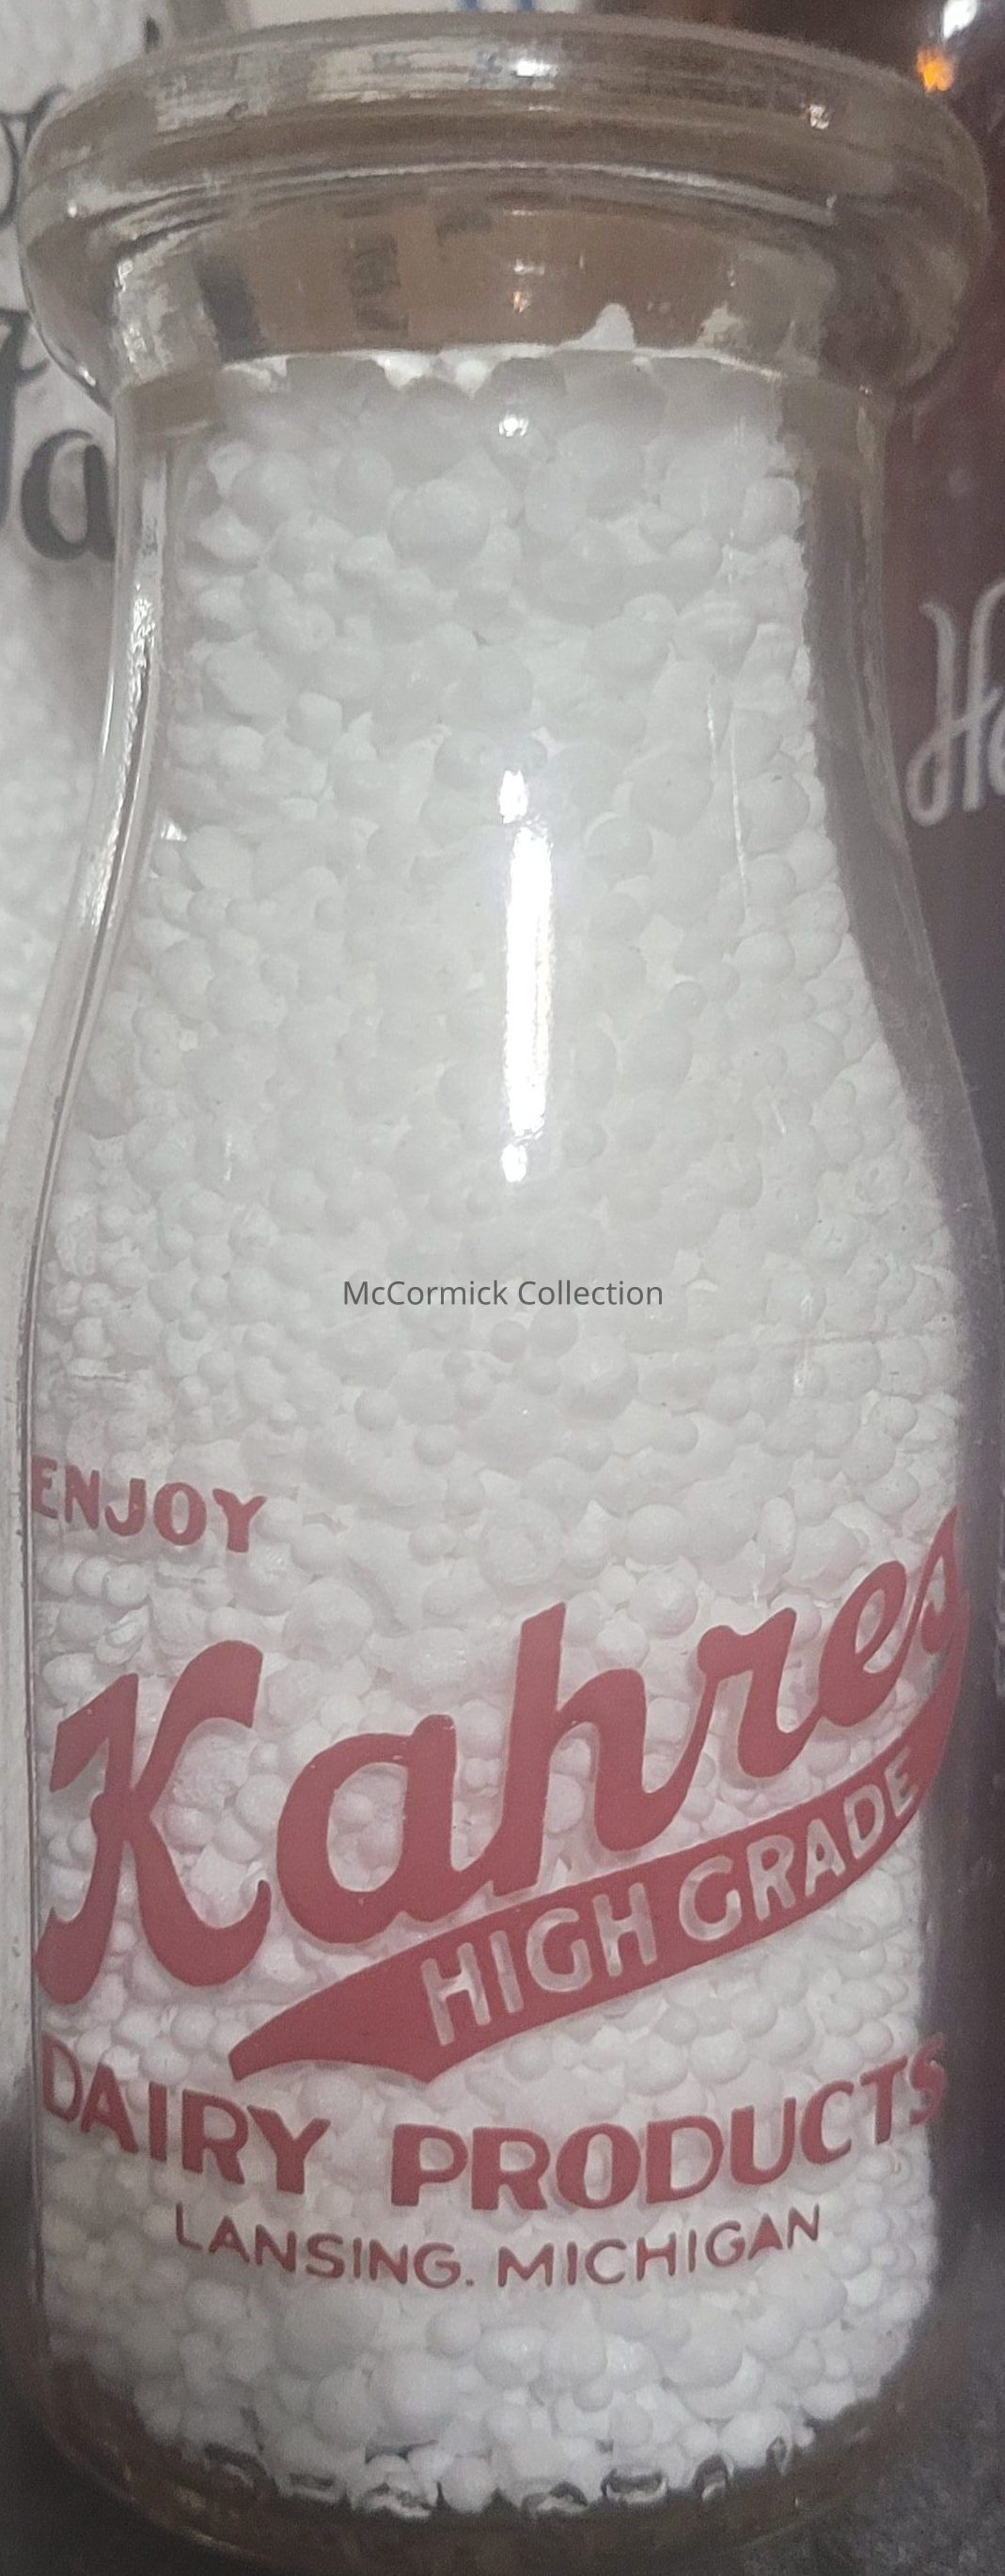 McCormick Collection
ENJOY
Kahres
HIGH GRADE
DAIRY PRODUCTS
LANSING. MICHIGAN